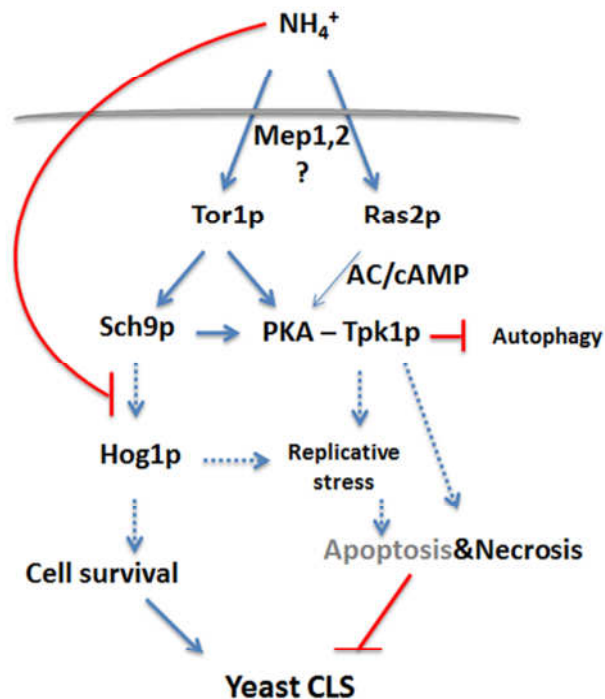 NH4+
Mep1,2
?
Tor1p Ras2p
AC/cAMP
Sch9p PKA – Tpk1p Autophagy
Hog1p Replicative
stress
Apoptosis&Necrosis
Cell survival
Yeast CLS